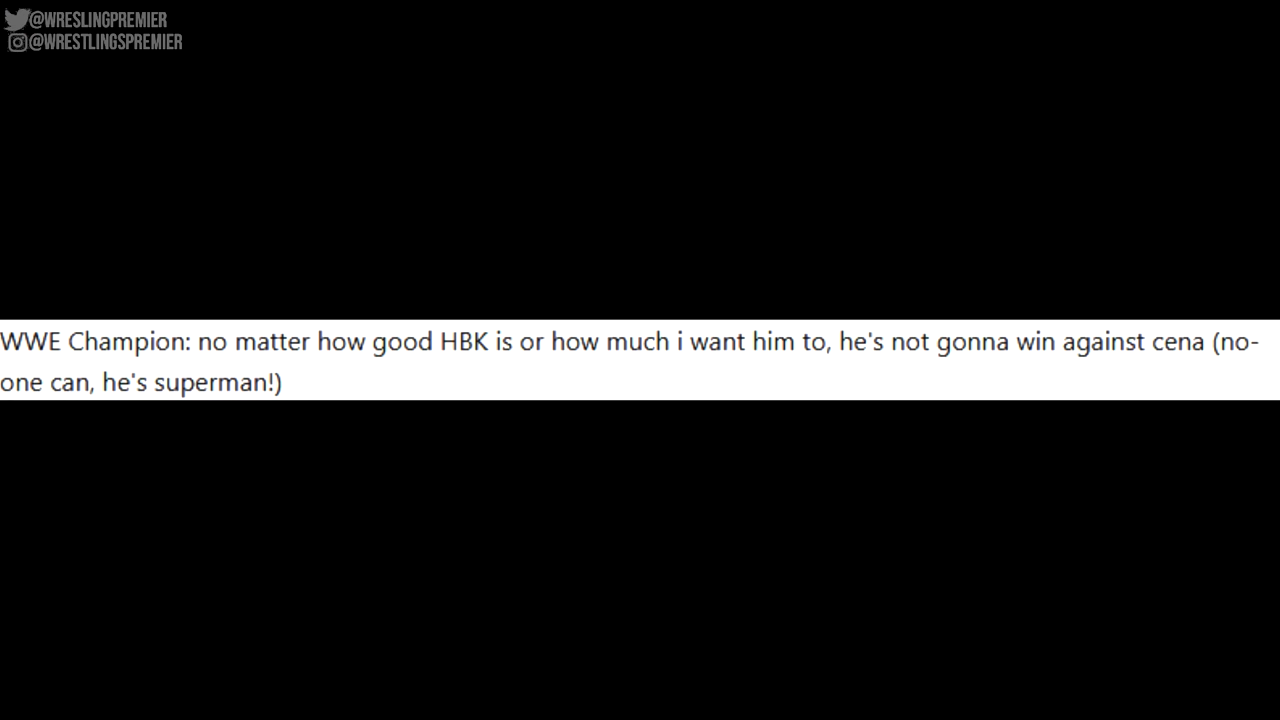 @WRESLINGPREMIER
@WRESTLINGSPREMIER
WWE Champion: no matter how good HBK is or how much i want him to, he's not gonna win against cena (no-
one can, he's superman!)